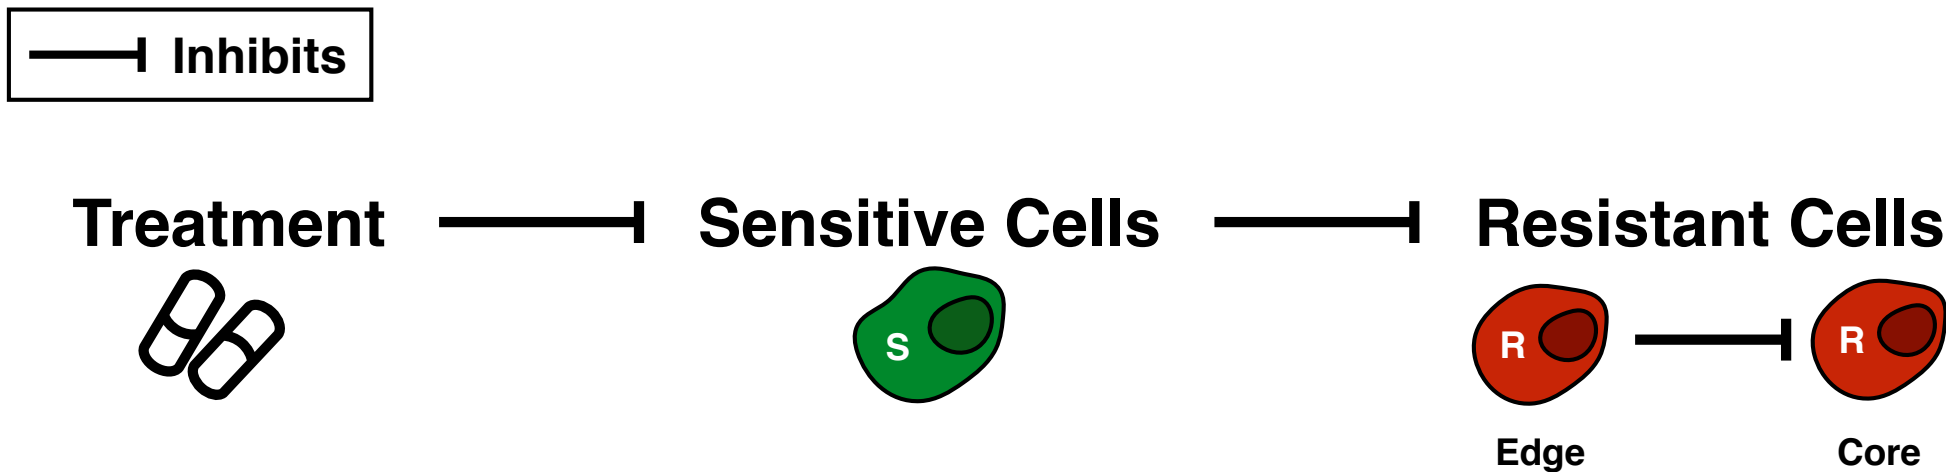 Inhibits
Treatment Sensitive Cells Resistant Cells
S R R
Edge Core